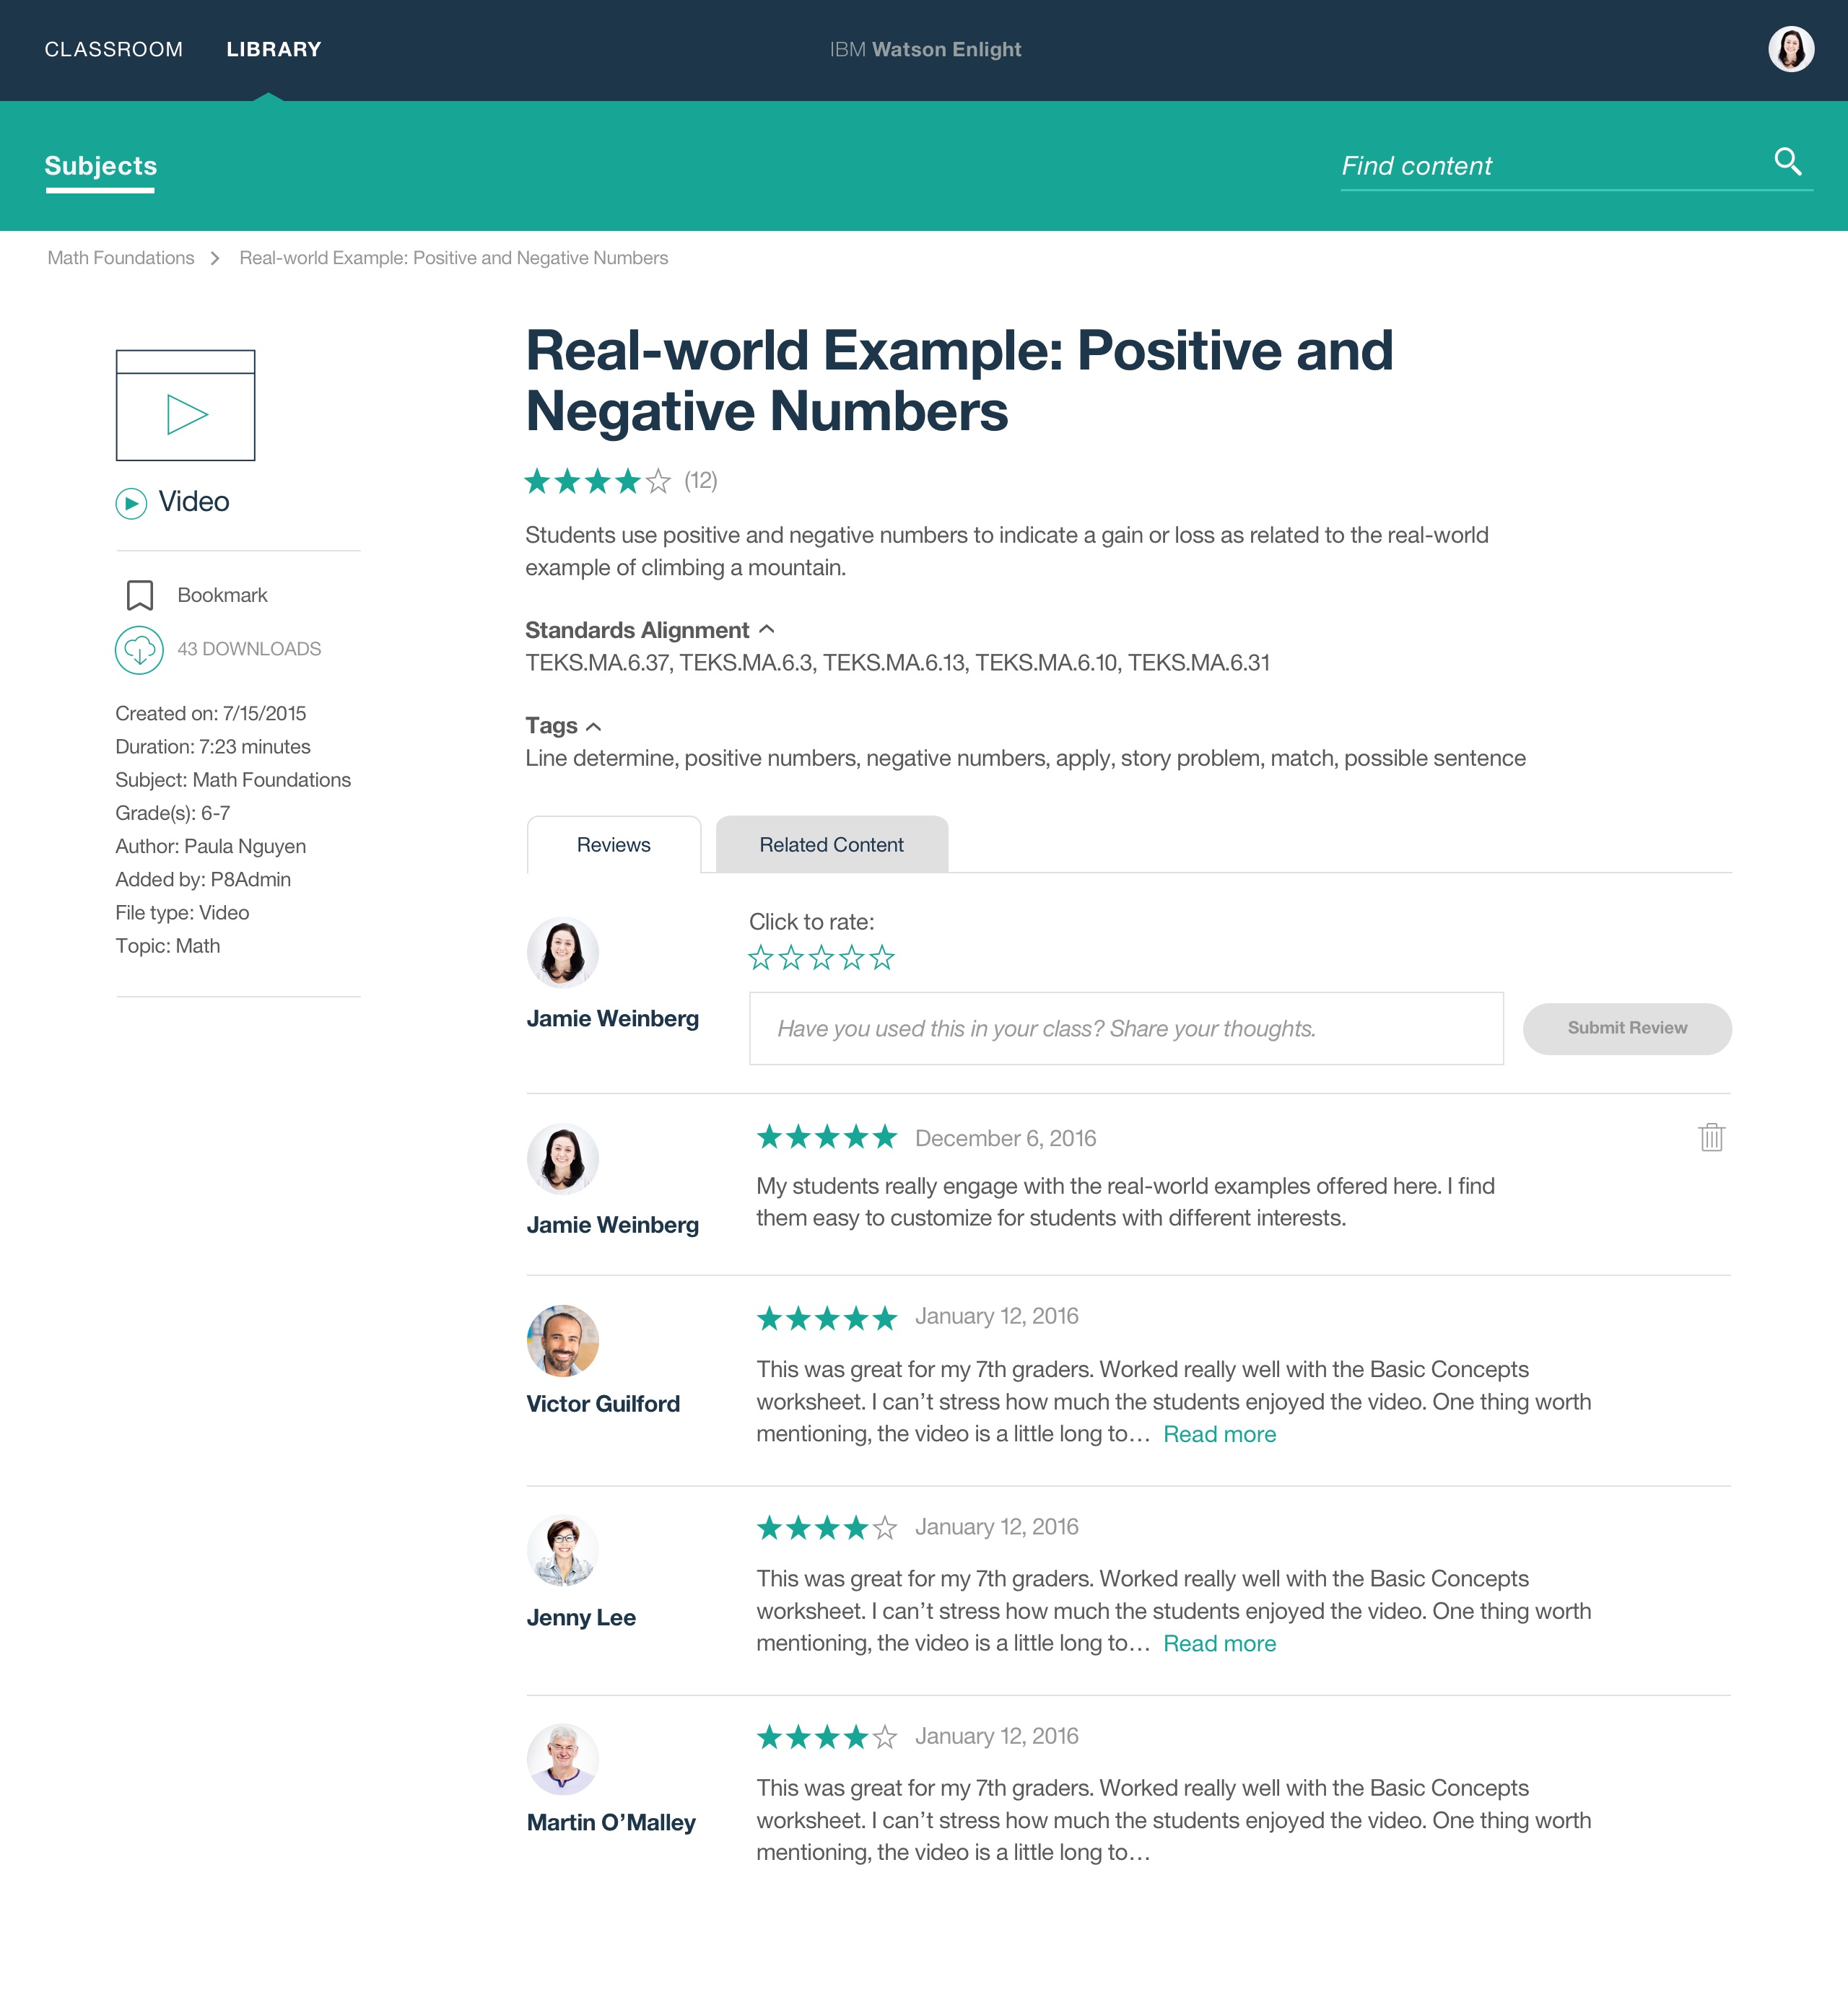 CLASSROOM LIBRARY IBM Watson Enlight
Subjects Find content
Math Foundations Real-world Example: Positive and Negative Numbers
Real-world Example: Positive and
Negative Numbers
(12)
Students use positive and negative numbers to indicate a gain or loss as related to the real-world
example of climbing a mountain.
Standards Alignment
TEKS.MA.6.37, TEKS.MA.6.3, TEKS.MA.6.13, TEKS.MA.6.10, TEKS.MA.6.31
Tags
Line determine, positive numbers, negative numbers, apply, story problem, match, possible sentence
Video
Bookmark
43 DOWNLOADS
Created on: 7/15/2015
Duration: 7:23 minutes
Subject: Math Foundations
Grade(s): 6-7
Author: Paula Nguyen
Added by: P8Admin
File type: Video
Topic: Math
Reviews Related Content
Click to rate:
Jamie Weinberg
Have you used this in your class? Share your thoughts.
Submit Review
December 6, 2016
My students really engage with the real-world examples offered here. I find
them easy to customize for students with different interests.
Jamie Weinberg
January 12, 2016
This was great for my 7th graders. Worked really well with the Basic Concepts
worksheet. I can’t stress how much the students enjoyed the video. One thing worth
mentioning, the video is a little long to… Read more
Victor Guilford
January 12, 2016
This was great for my 7th graders. Worked really well with the Basic Concepts
worksheet. I can’t stress how much the students enjoyed the video. One thing worth
mentioning, the video is a little long to… Read more
Jenny Lee
January 12, 2016
This was great for my 7th graders. Worked really well with the Basic Concepts
worksheet. I can’t stress how much the students enjoyed the video. One thing worth
mentioning, the video is a little long to…
Martin O’Malley